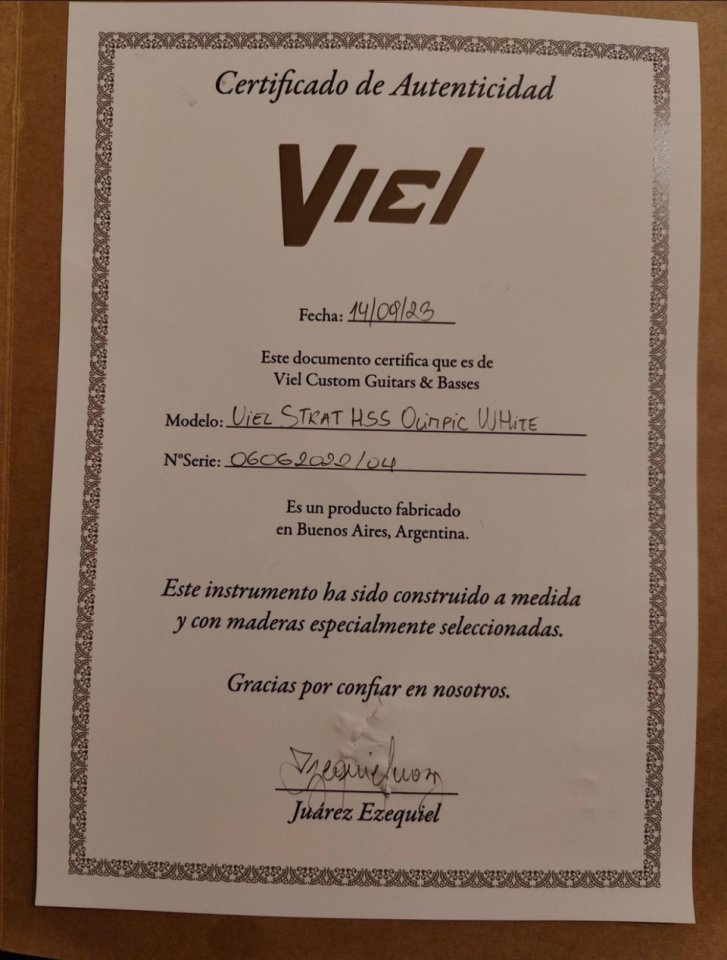 Certificado de Autenticidad
Viel
Fecha: 14/09/23
Este documento certifica que es de
Viel Custom Guitars & Basses
Modelo: Viel Strat HSS Olimpic White
N°Serie: 06062022/04
Es un producto fabricado
en Buenos Aires, Argentina.
Este instrumento ha sido construido a medida
y con maderas especialmente seleccionadas.
Gracias por confiar en nosotros.
Juárez Ezequiel